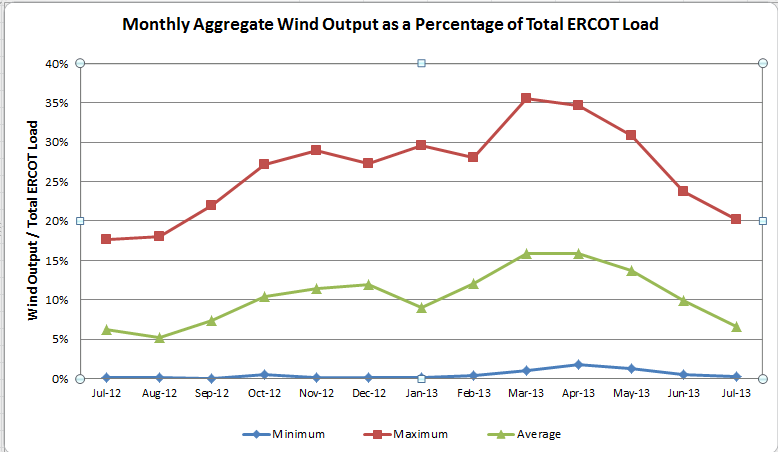 Monthly Aggregate Wind Output as a Percentage of Total ERCOT Load
Wind Output / Total ERCOT Load
40%
35%
30%
25%
20%
15%
10%
5%
0%
Jul-12 Aug-12 Sep-12 Oct-12 Nov-12 Dec-12 Jan-13 Feb-13 Mar-13 Apr-13 May-13 Jun-13 Jul-13
Minimum Maximum Average